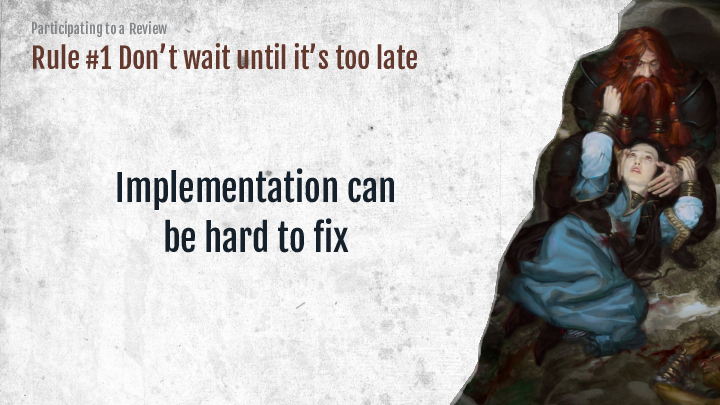 Participating to a Review
Rule #1 Don’t wait until it’s too late
Implementation can
be hard to fix